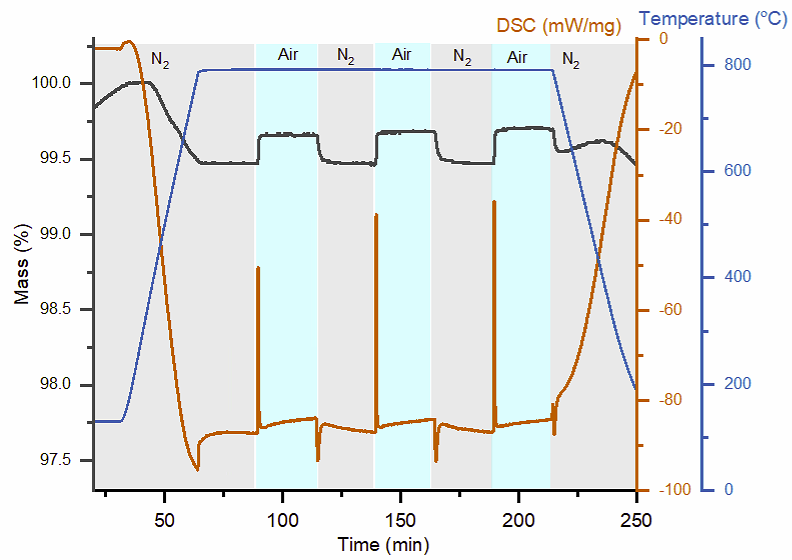 DSC (mW/mg)
Temperature (°C)
N2
Air
N2
Air
N2
Air
N2
100.0
99.5
99.0
98.5
98.0
97.5
Mass (%)
0
-20
-40
-60
-80
-100
800
600
400
200
0
50
100
150
200
250
Time (min)